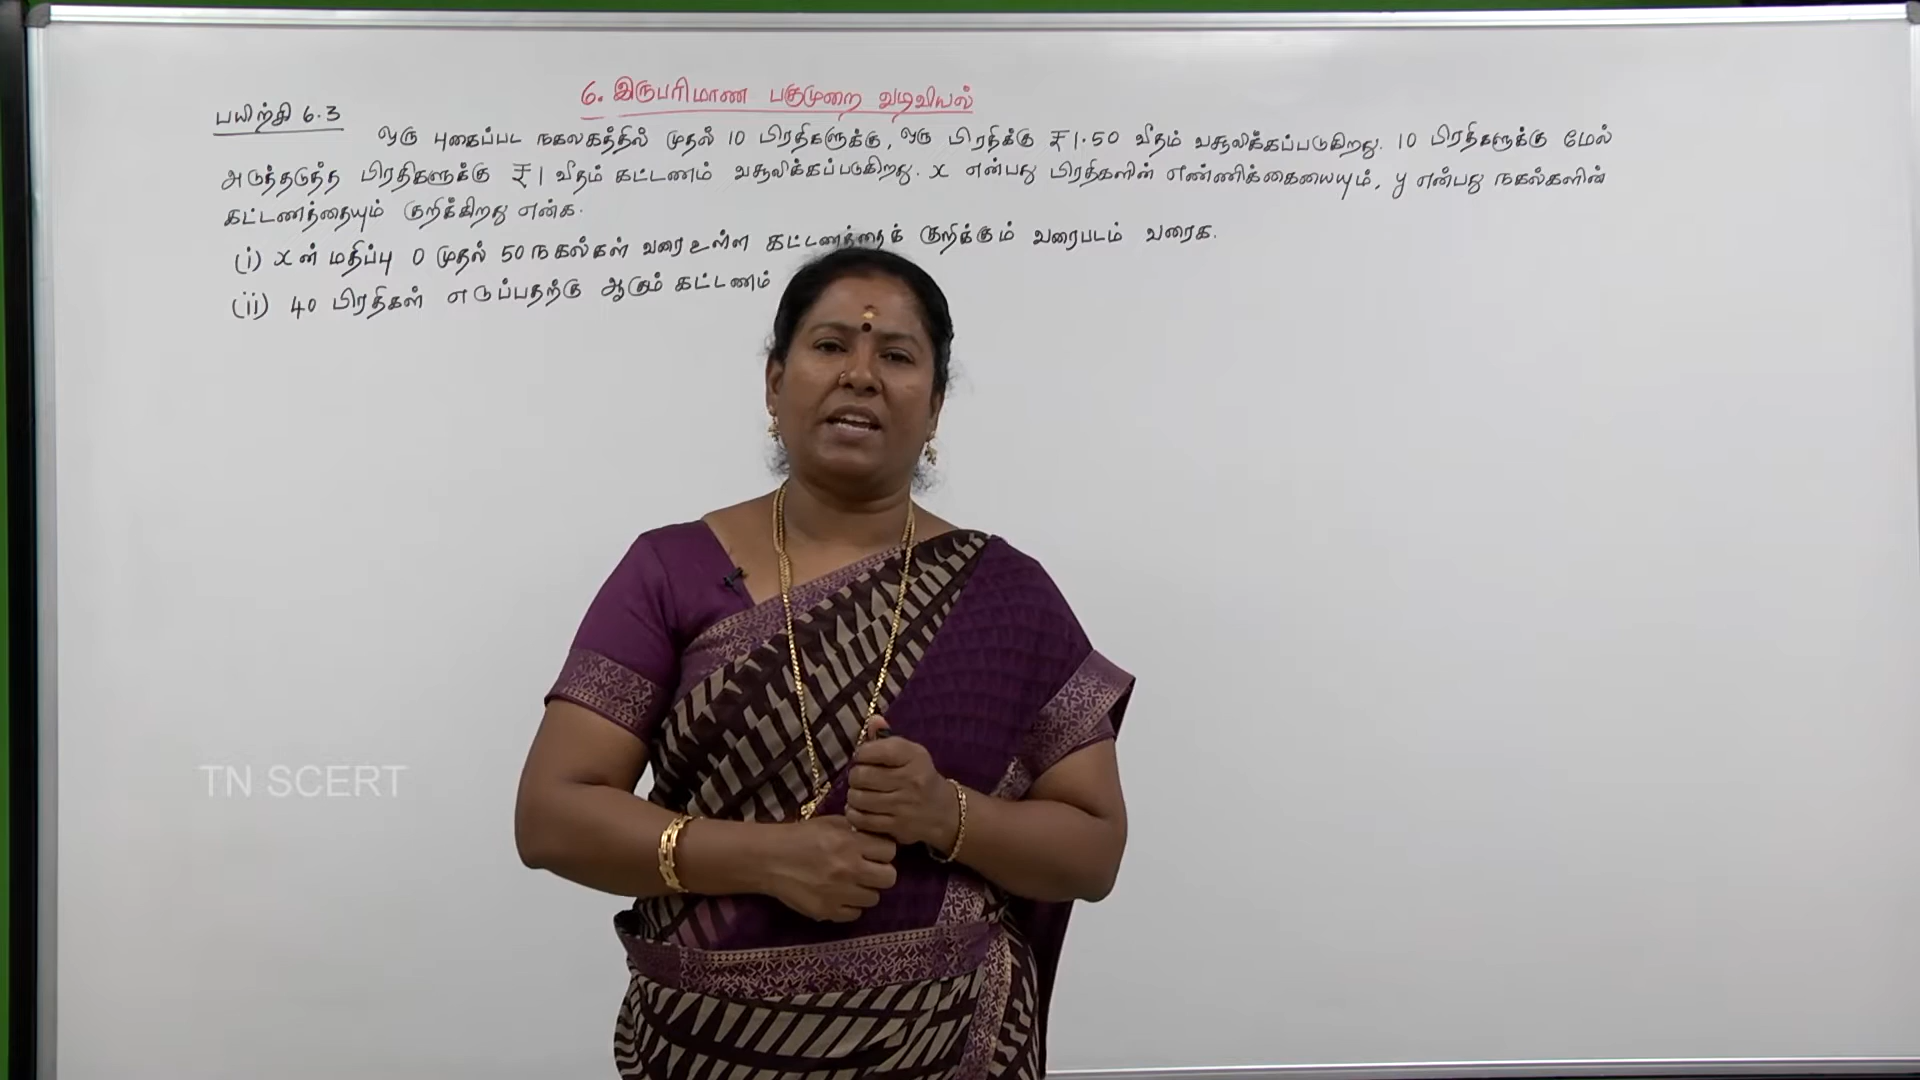 6. இருபரிமாண பகுமுறை வடிவியல்
பயிற்சி 6.3
ஒரு புகைப்பட நகலகத்தில் முதல் 10 பிரதிகளுக்கு, ஒரு பிரதிக்கு ₹1.50 வீதம் வசூலிக்கப்படுகிறது. 10 பிரதிகளுக்கு மேல்
அடுத்தடுத்த பிரதிகளுக்கு ₹1 வீதம் கட்டணம் வசூலிக்கப்படுகிறது. x என்பது பிரதிகளின் எண்ணிக்கையையும், y என்பது நகல்களின்
கட்டணத்தையும் குறிக்கிறது என்க.
(i) xன் மதிப்பு 0 முதல் 50 நகல்கள் வரை உள்ள கட்டணத்தைக் குறிக்கும் வரைபடம் வரைக.
(ii) 40 பிரதிகள் எடுப்பதற்கு ஆகும் கட்டணம்
TN SCERT